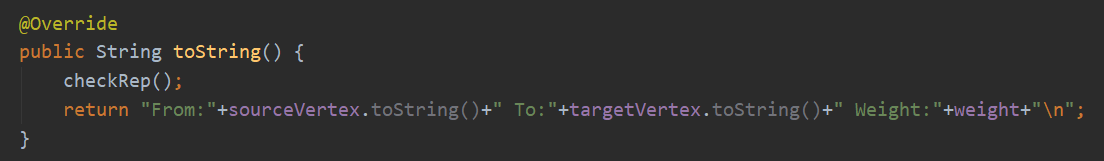 @Override
public String toString() {
checkRep();
return "From:"+sourceVertex.toString()+" To:"+targetVertex.toString()+" Weight:"+weight+"\n";
}